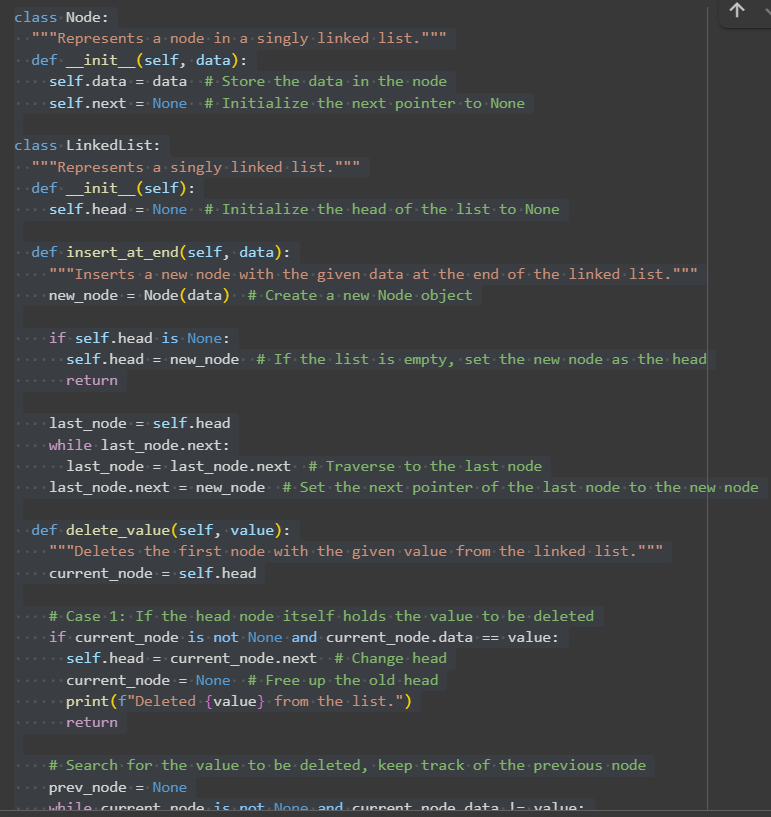 class Node:
  """Represents a node in a singly linked list."""
  def __init__(self, data):
    self.data = data  # Store the data in the node
    self.next = None  # Initialize the next pointer to None

class LinkedList:
  """Represents a singly linked list."""
  def __init__(self):
    self.head = None  # Initialize the head of the list to None

  def insert_at_end(self, data):
    """Inserts a new node with the given data at the end of the linked list."""
    new_node = Node(data)  # Create a new Node object

    if self.head is None:
      self.head = new_node  # If the list is empty, set the new node as the head
      return

    last_node = self.head
    while last_node.next:
      last_node = last_node.next  # Traverse to the last node
    last_node.next = new_node  # Set the next pointer of the last node to the new node

  def delete_value(self, value):
    """Deletes the first node with the given value from the linked list."""
    current_node = self.head

    # Case 1: If the head node itself holds the value to be deleted
    if current_node is not None and current_node.data == value:
      self.head = current_node.next  # Change head
      current_node = None  # Free up the old head
      print(f"Deleted {value} from the list.")
      return

    # Search for the value to be deleted, keep track of the previous node
    prev_node = None
    while current_node is not None and current_node.data != value: